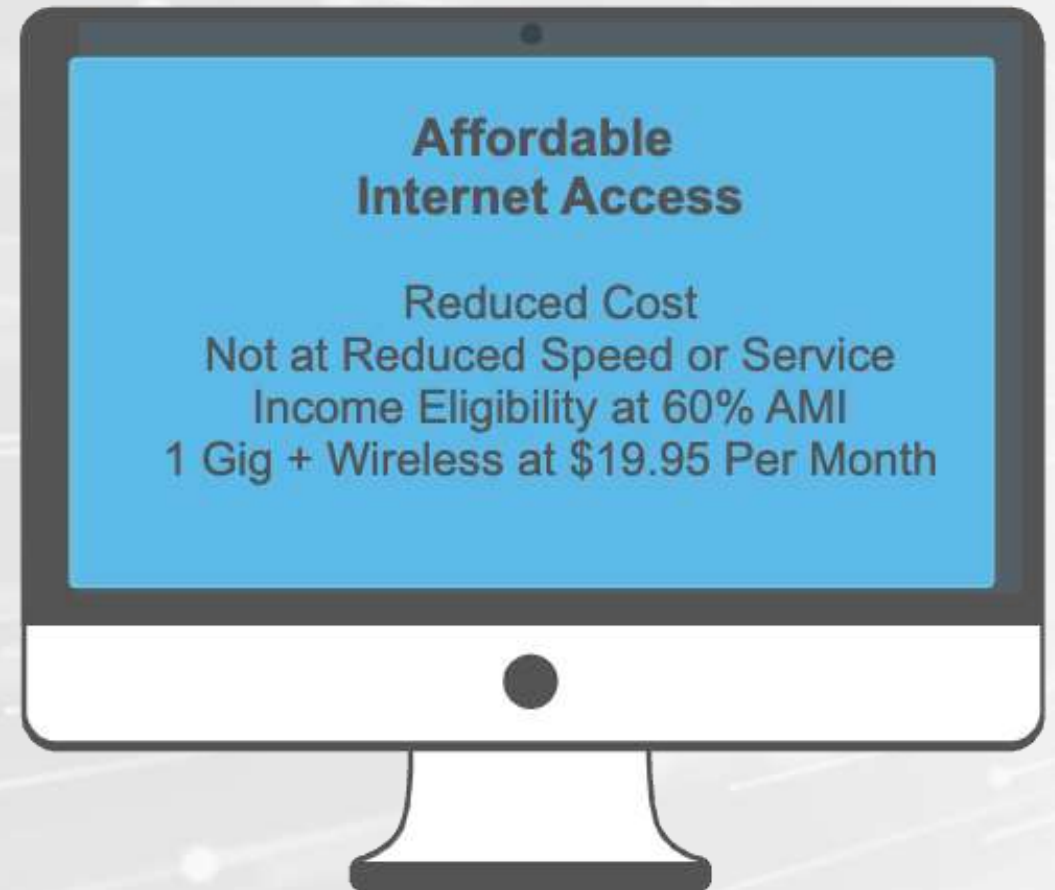 Affordable
Internet Access
Reduced Cost
Not at Reduced Speed or Service
Income Eligibility at 60% AMI
1 Gig + Wireless at $19.95 Per Month